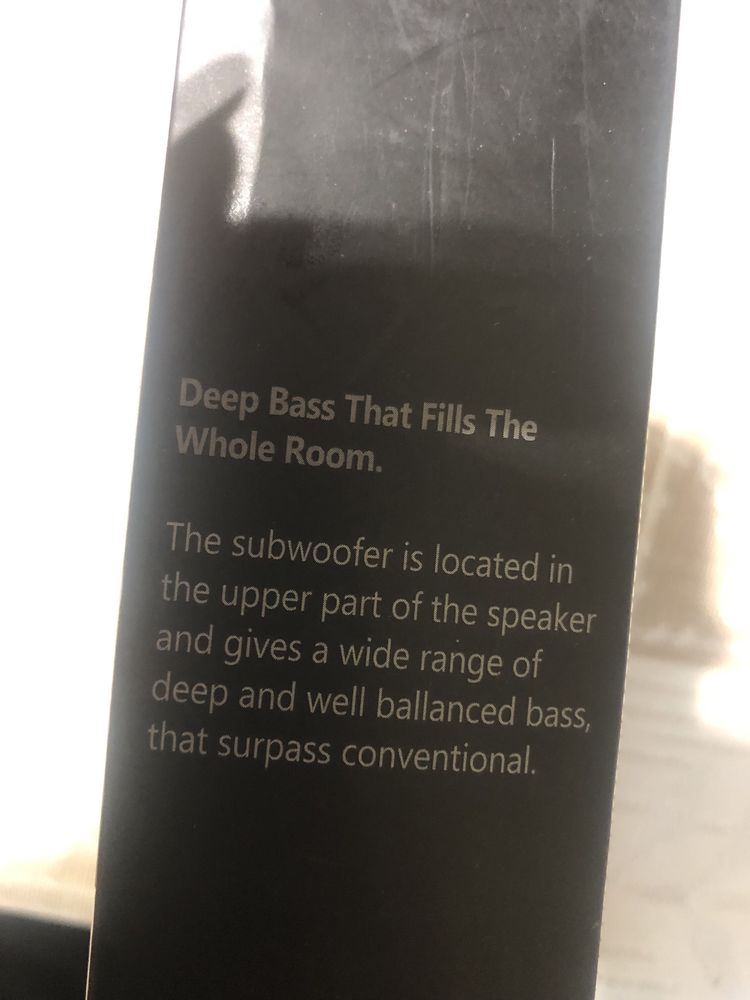 Deep Bass That Fills The
Whole Room.
The subwoofer is located in
the upper part of the speaker
and gives a wide range of
deep and well ballanced bass,
that surpass conventional.